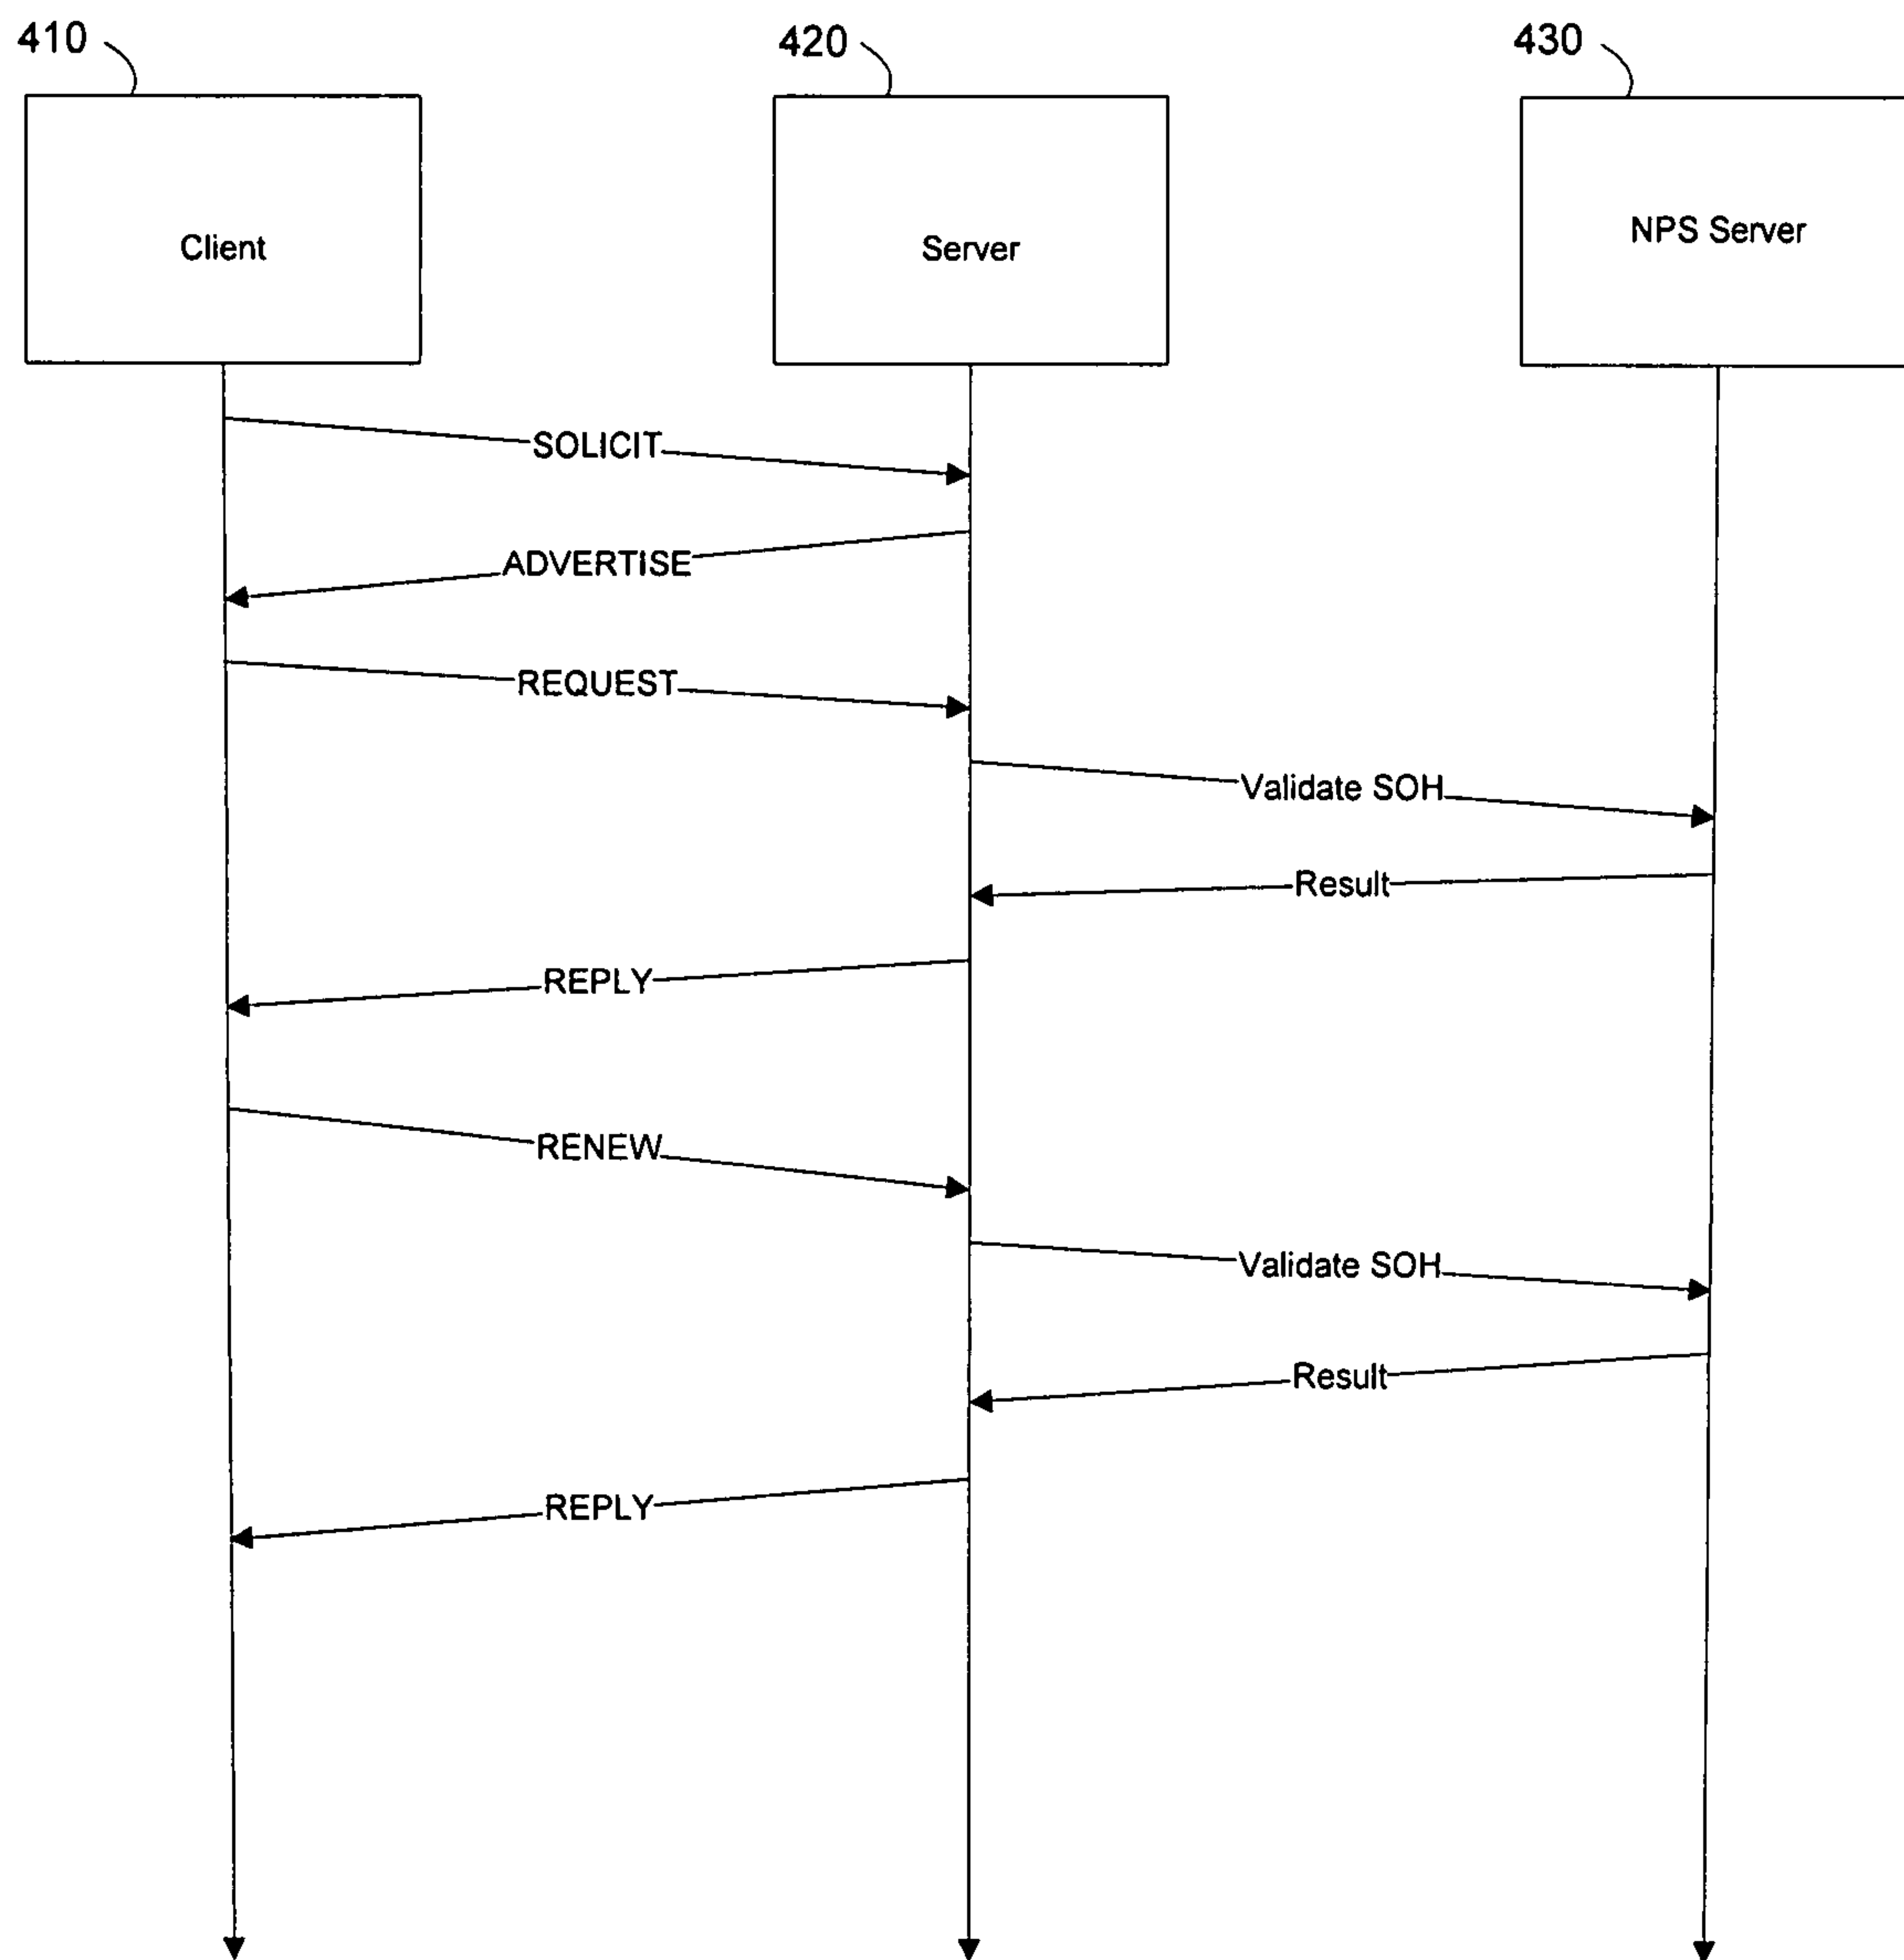 410
420
430
Client
Server
NPS Server
SOLICIT
ADVERTISE
REQUEST
Validate SOH
Result
REPLY
RENEW
Validate SOH
Result
REPLY